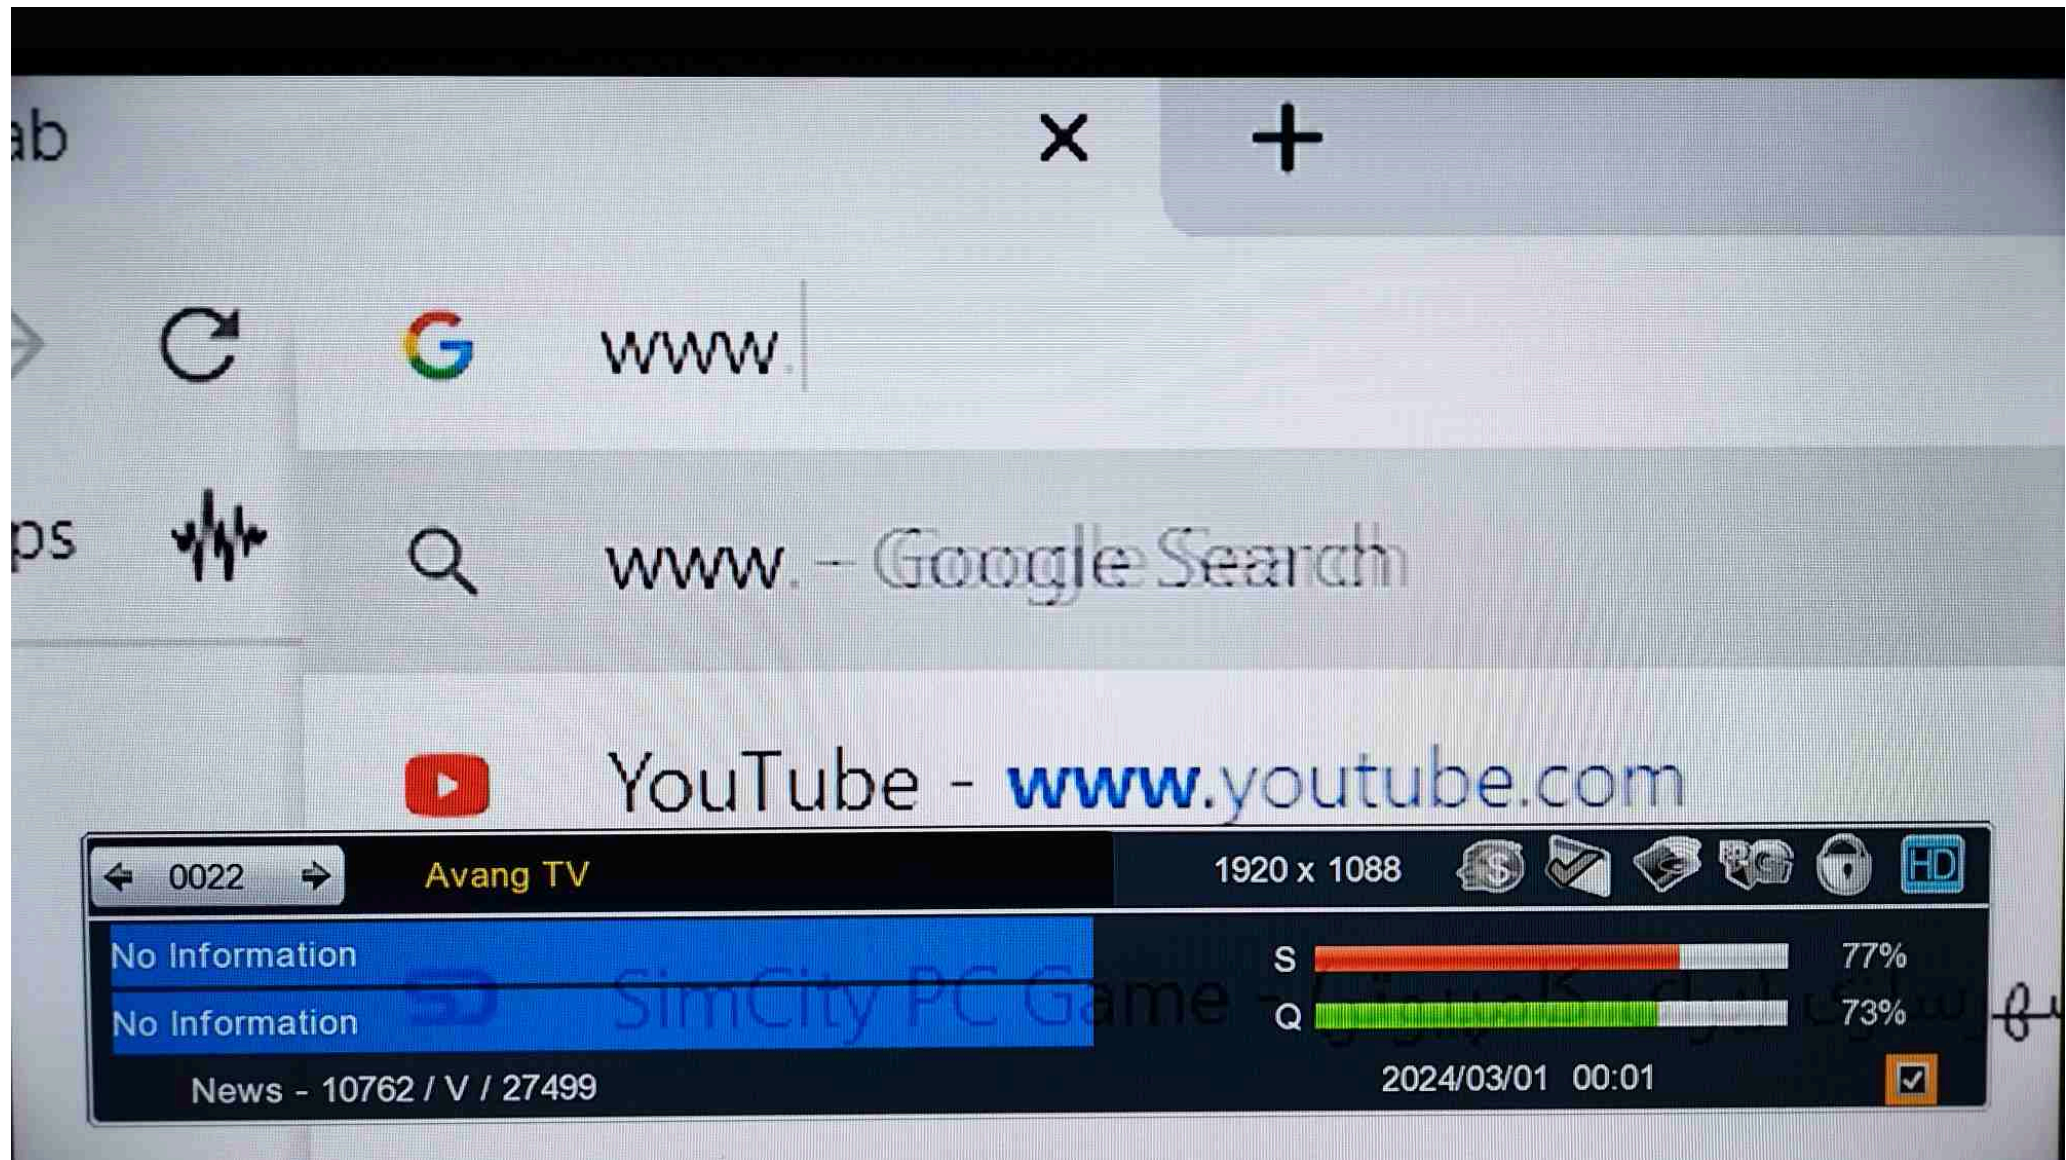 ab
www.
ps
www. - Google Search
YouTube - www.youtube.com
0022 Avang TV 1920 x 1088 HD
No Information
S 77%
SimCity PC Game -
No Information
Q 73%
News - 10762 / V / 27499
2024/03/01 00:01